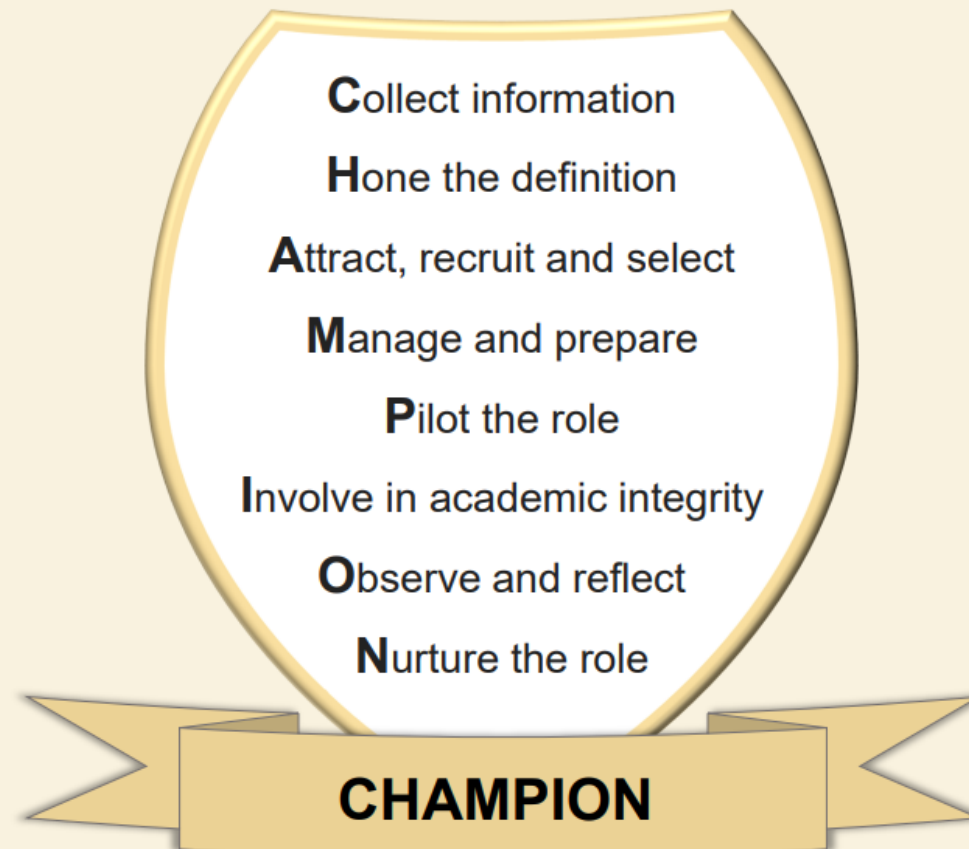 Collect information
Hone the definition
Attract, recruit and select
Manage and prepare
Pilot the role
Involve in academic integrity
Observe and reflect
Nurture the role
CHAMPION